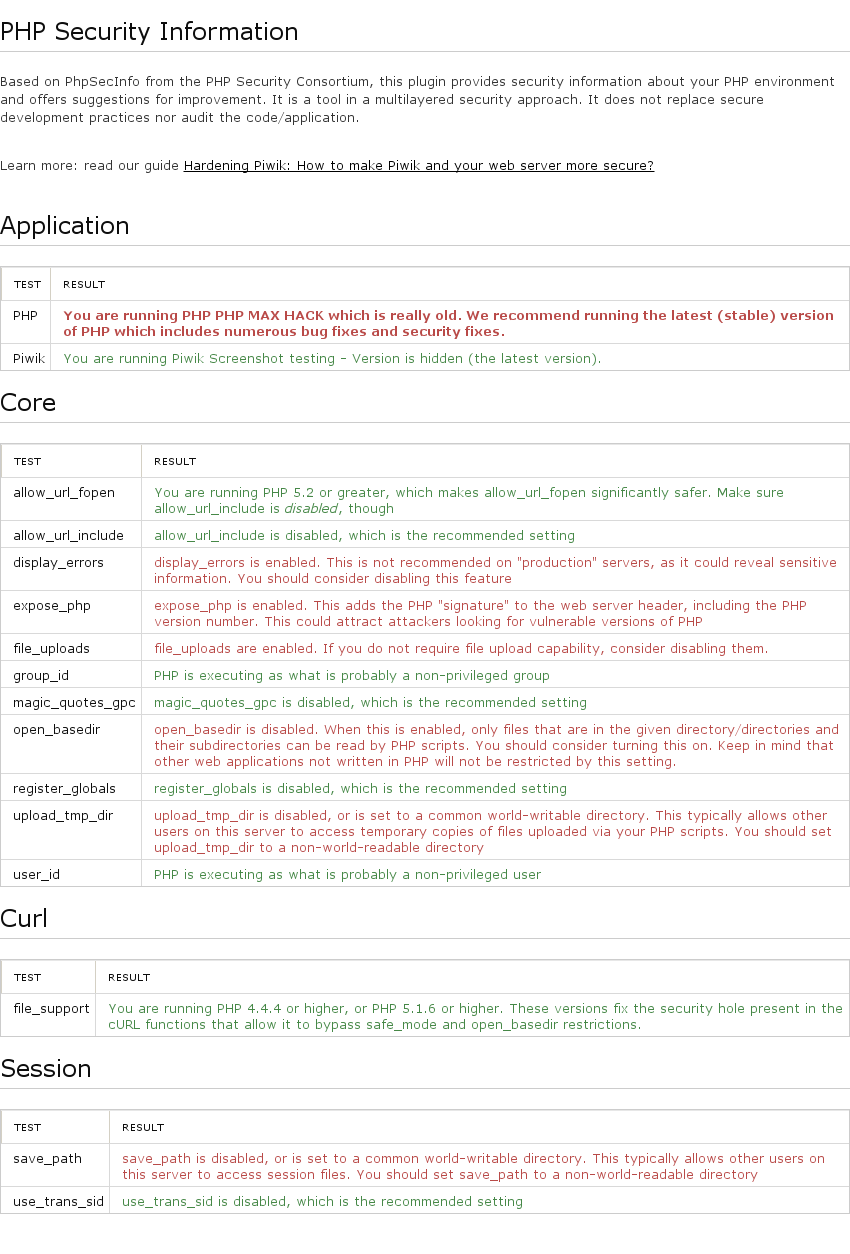 PHP Security Information
Based on PhpSecInfo from the PHP Security Consortium, this plugin provides security information about your PHP environment
and offers suggestions for improvement. It is a tool in a multilayered security approach. It does not replace secure
development practices nor audit the code/application.
Learn more: read our guide Hardening Piwik: How to make Piwik and your web server more secure?
Application
TEST RESULT
PHP You are running PHP PHP MAX HACK which is really old. We recommend running the latest (stable) version
of PHP which includes numerous bug fixes and security fixes.
Piwik You are running Piwik Screenshot testing - Version is hidden (the latest version).
Core
TEST RESULT
allow_url_fopen You are running PHP 5.2 or greater, which makes allow_url_fopen significantly safer. Make sure
allow_url_include is disabled, though
allow_url_include allow_url_include is disabled, which is the recommended setting
display_errors display_errors is enabled. This is not recommended on "production" servers, as it could reveal sensitive
information. You should consider disabling this feature
expose_php expose_php is enabled. This adds the PHP "signature" to the web server header, including the PHP
version number. This could attract attackers looking for vulnerable versions of PHP
file_uploads file_uploads are enabled. If you do not require file upload capability, consider disabling them.
group_id PHP is executing as what is probably a non-privileged group
magic_quotes_gpc magic_quotes_gpc is disabled, which is the recommended setting
open_basedir open_basedir is disabled. When this is enabled, only files that are in the given directory/directories and
their subdirectories can be read by PHP scripts. You should consider turning this on. Keep in mind that
other web applications not written in PHP will not be restricted by this setting.
register_globals register_globals is disabled, which is the recommended setting
upload_tmp_dir upload_tmp_dir is disabled, or is set to a common world-writable directory. This typically allows other
users on this server to access temporary copies of files uploaded via your PHP scripts. You should set
upload_tmp_dir to a non-world-readable directory
user_id PHP is executing as what is probably a non-privileged user
Curl
TEST RESULT
file_support You are running PHP 4.4.4 or higher, or PHP 5.1.6 or higher. These versions fix the security hole present in the
cURL functions that allow it to bypass safe_mode and open_basedir restrictions.
Session
TEST RESULT
save_path save_path is disabled, or is set to a common world-writable directory. This typically allows other users on
this server to access session files. You should set save_path to a non-world-readable directory
use_trans_sid use_trans_sid is disabled, which is the recommended setting